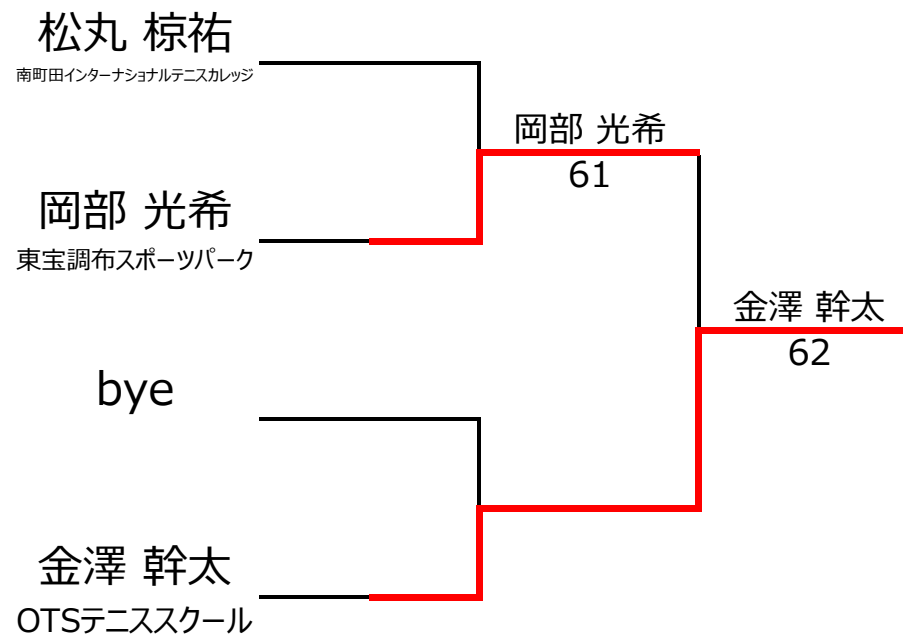 松丸 椋祐
南町田インターナショナルテニスカレッジ
岡部 光希
61
岡部 光希
東宝調布スポーツパーク
金澤 幹太
62
bye
金澤 幹太
OTSテニススクール